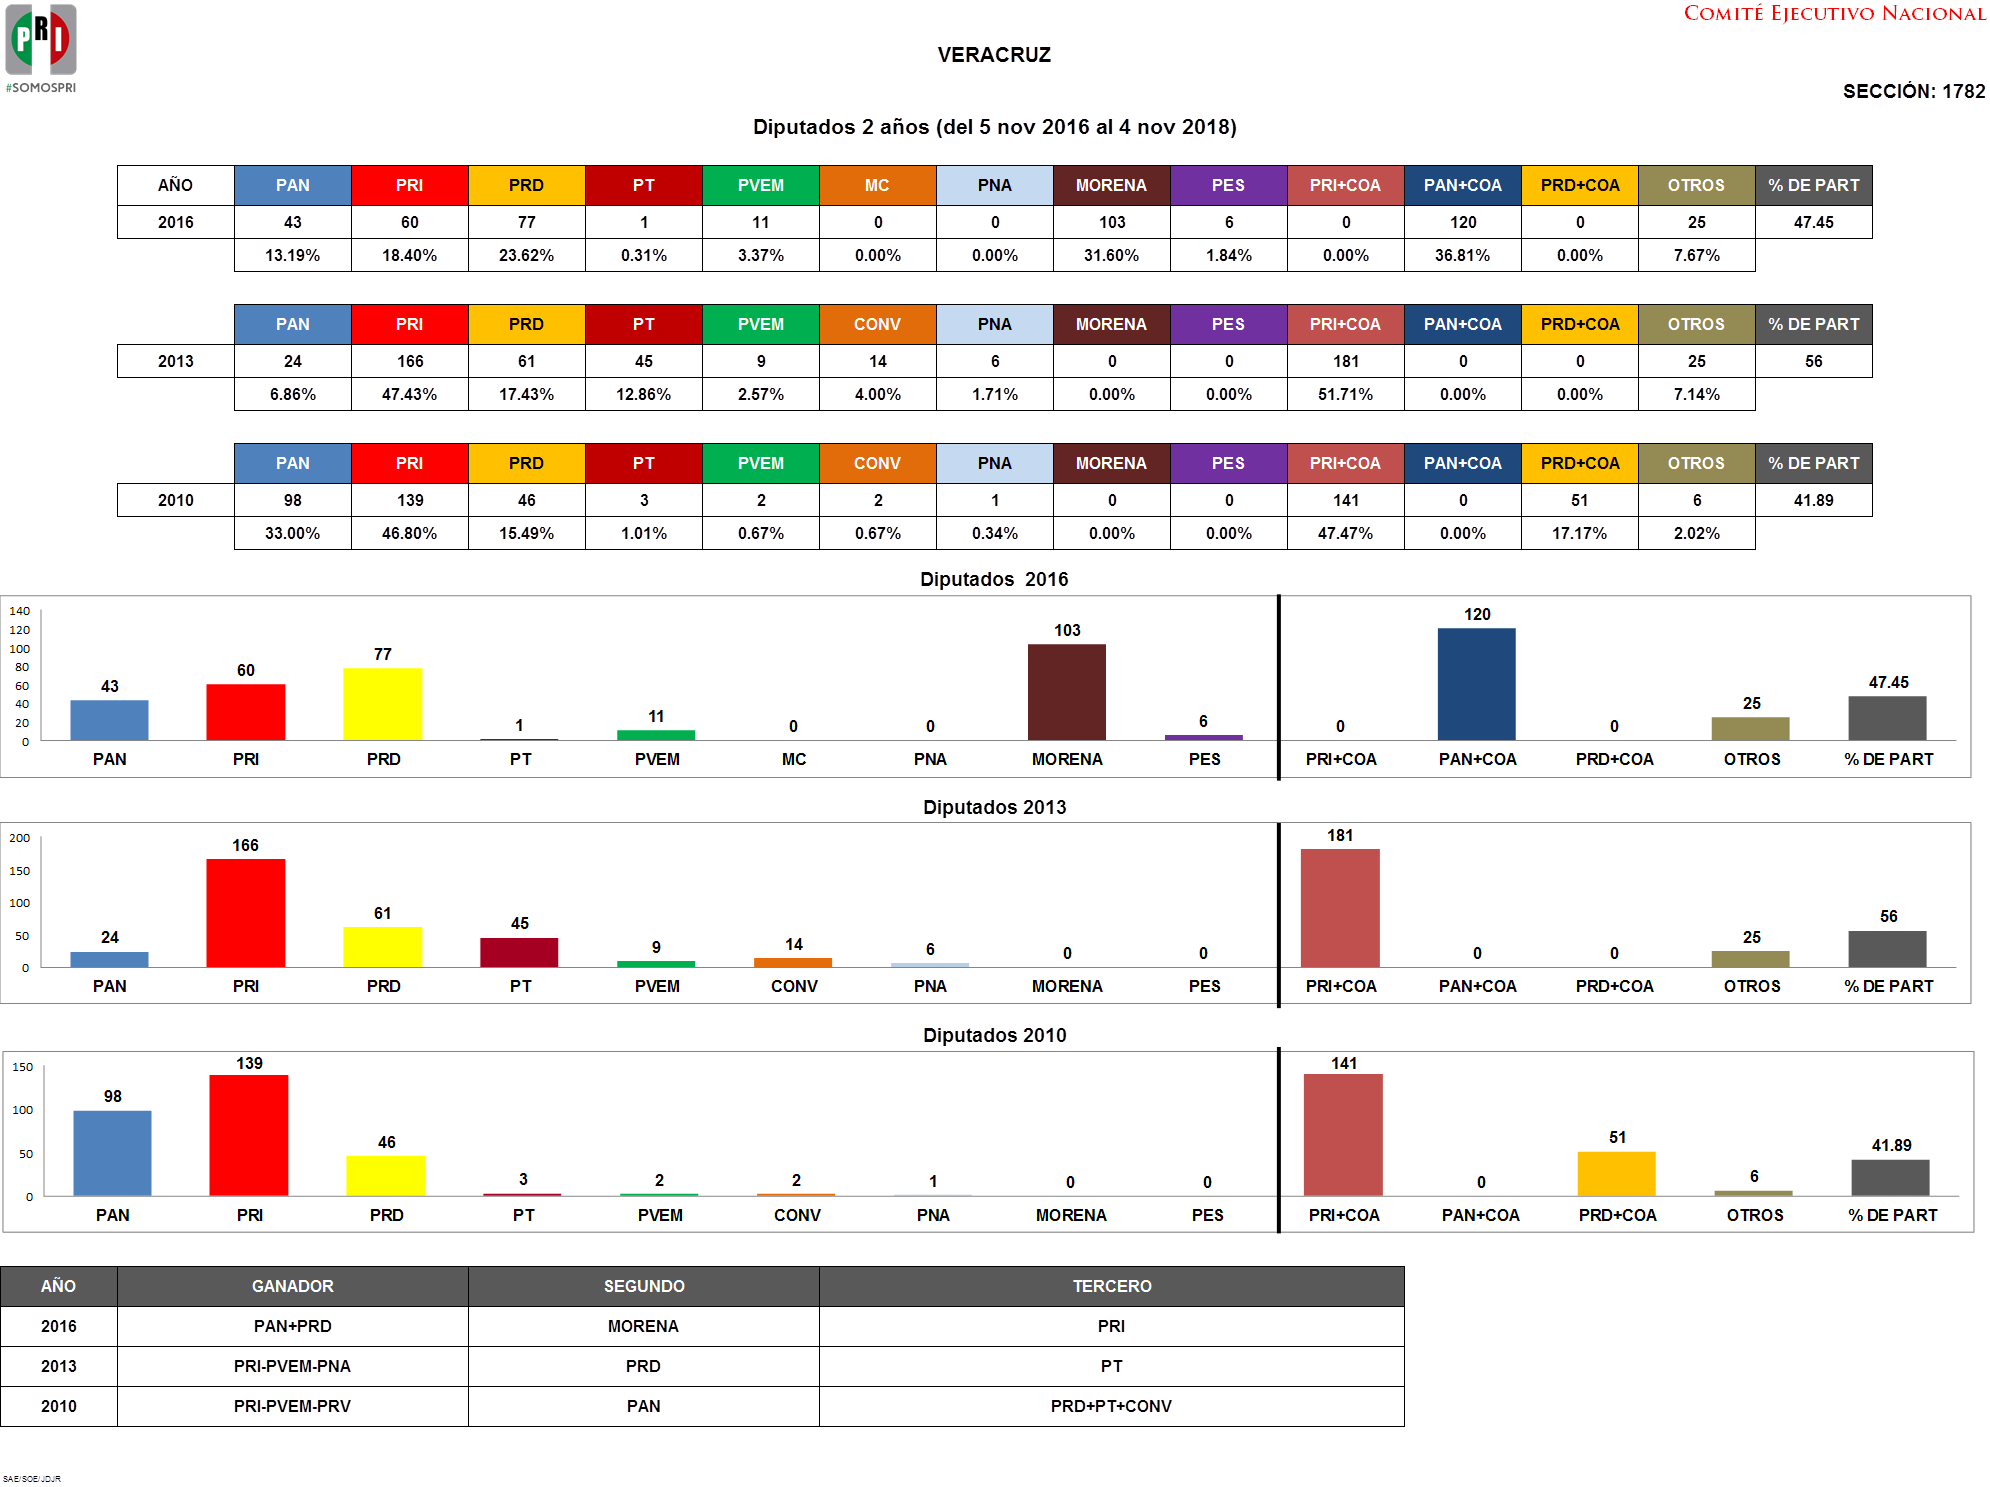 COMITÉ EJECUTIVO NACIONAL
PRI
#SOMOSPRI
VERACRUZ
SECCIÓN: 1782
Diputados 2 años (del 5 nov 2016 al 4 nov 2018)
AÑO PAN PRI PRD PT PVEM MC PNA MORENA PES PRI+COA PAN+COA PRD+COA OTROS % DE PART
2016 43 60 77 1 11 0 0 103 6 0 120 0 25 47.45
13.19% 18.40% 23.62% 0.31% 3.37% 0.00% 0.00% 31.60% 1.84% 0.00% 36.81% 0.00% 7.67%
PAN PRI PRD PT PVEM CONV PNA MORENA PES PRI+COA PAN+COA PRD+COA OTROS % DE PART
2013 24 166 61 45 9 14 6 0 0 181 0 0 25 56
6.86% 47.43% 17.43% 12.86% 2.57% 4.00% 1.71% 0.00% 0.00% 51.71% 0.00% 0.00% 7.14%
PAN PRI PRD PT PVEM CONV PNA MORENA PES PRI+COA PAN+COA PRD+COA OTROS % DE PART
2010 98 139 46 3 2 2 1 0 0 141 0 51 6 41.89
33.00% 46.80% 15.49% 1.01% 0.67% 0.67% 0.34% 0.00% 0.00% 47.47% 0.00% 17.17% 2.02%
Diputados 2016
140
120
100
80
60
40
20
0
43 60 77 1 11 0 0 103 6 0 120 0 25 47.45
PAN PRI PRD PT PVEM MC PNA MORENA PES PRI+COA PAN+COA PRD+COA OTROS % DE PART
Diputados 2013
200
150
100
50
0
24 166 61 45 9 14 6 0 0 181 0 0 25 56
PAN PRI PRD PT PVEM CONV PNA MORENA PES PRI+COA PAN+COA PRD+COA OTROS % DE PART
Diputados 2010
150
100
50
0
98 139 46 3 2 2 1 0 0 141 0 51 6 41.89
PAN PRI PRD PT PVEM CONV PNA MORENA PES PRI+COA PAN+COA PRD+COA OTROS % DE PART
AÑO GANADOR SEGUNDO TERCERO
2016 PAN+PRD MORENA PRI
2013 PRI-PVEM-PNA PRD PT
2010 PRI-PVEM-PRV PAN PRD+PT+CONV
SAE/SOE/JDJR